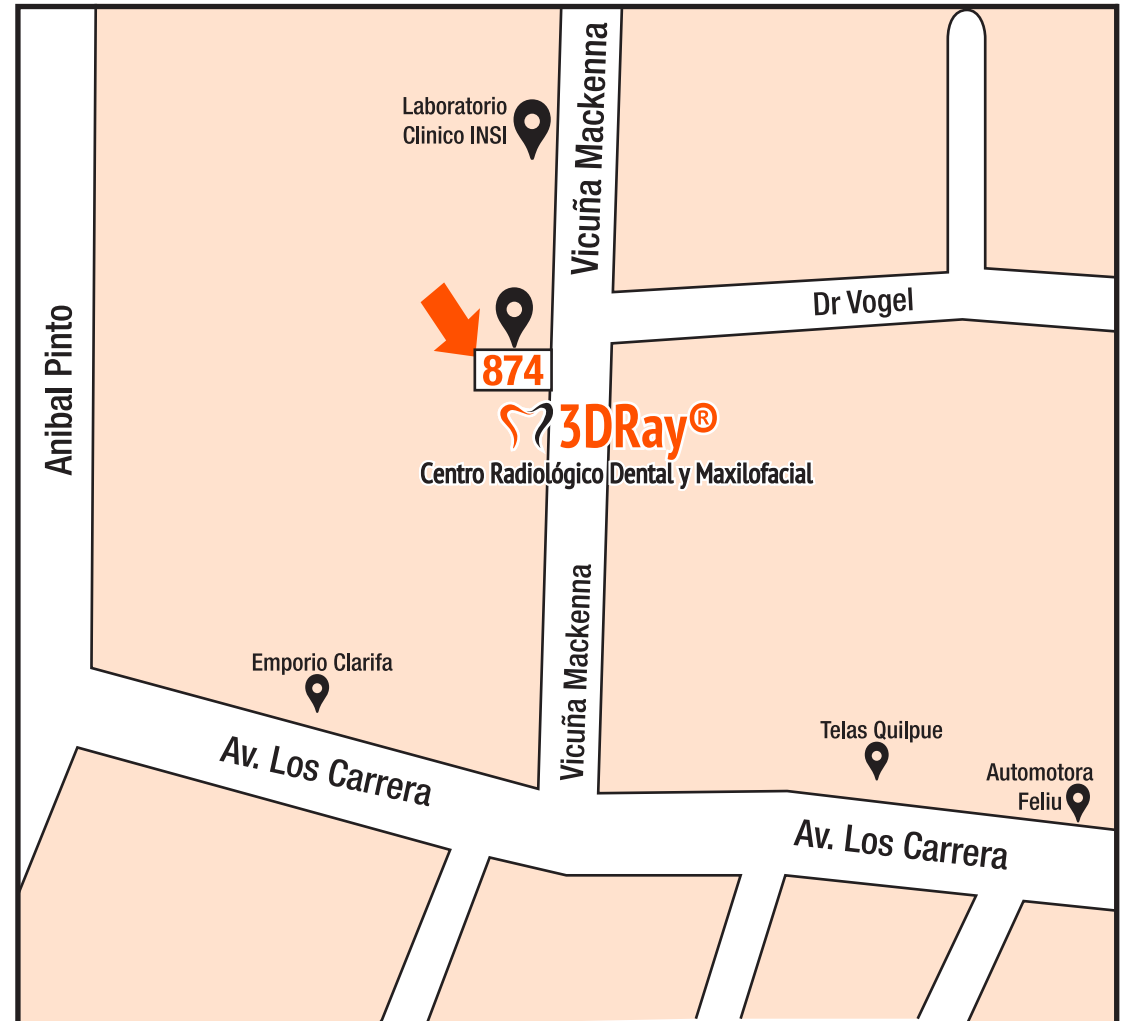 Laboratorio
Clinico INSI
Vicuña Mackenna
Dr Vogel
Anibal Pinto
874
3DRay®
Centro Radiológico Dental y Maxilofacial
Vicuña Mackenna
Emporio Clarifa
Av. Los Carrera
Telas Quilpue
Automotora
Feliu
Av. Los Carrera